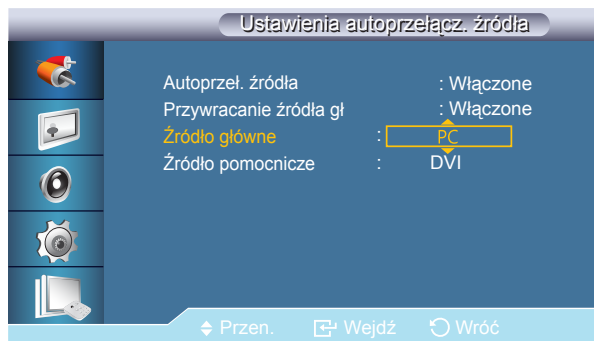 Ustawienia autoprzełącz. źródła
Autoprzeł. źródła : Włączone
Przywracanie źródła gł : Włączone
Źródło główne : PC
Źródło pomocnicze : DVI
Przen. Wejdź Wróć